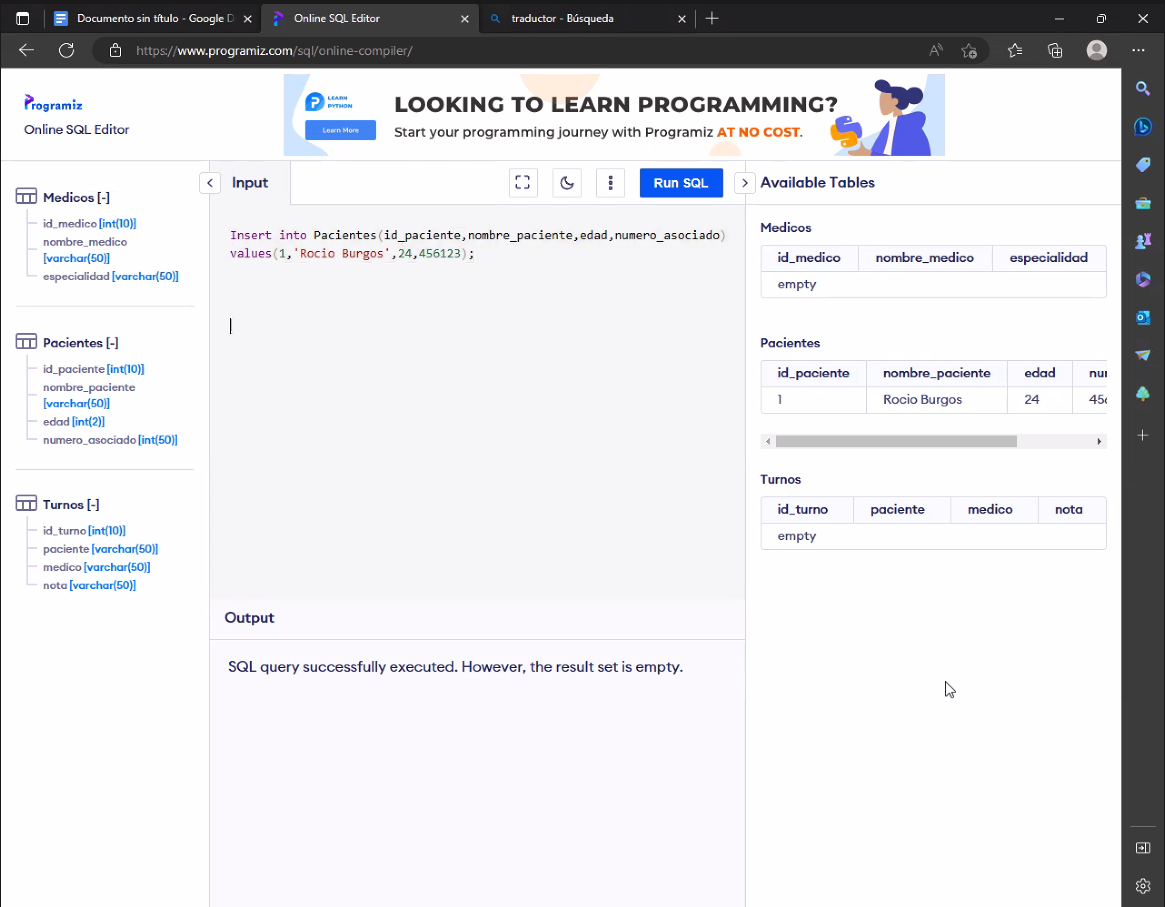 Documento sin título - Google D
Online SQL Editor
traductor - Búsqueda
https://www.programiz.com/sql/online-compiler/
Programiz
Online SQL Editor
LEARN
PYTHON
Learn More
LOOKING TO LEARN PROGRAMMING?
Start your programming journey with Programiz AT NO COST.
Medicos [-]
id_medico [int(10)]
nombre_medico
[varchar(50)]
especialidad [varchar(50)]
Pacientes [-]
id_paciente [int(10)]
nombre_paciente
[varchar(50)]
edad [int(2)]
numero_asociado [int(50)]
Turnos [-]
id_turno [int(10)]
paciente [varchar(50)]
medico [varchar(50)]
nota [varchar(50)]
Input
Run SQL
Insert into Pacientes(id_paciente,nombre_paciente,edad,numero_asociado)
values(1,'Rocio Burgos',24,456123);
Output
SQL query successfully executed. However, the result set is empty.
Available Tables
Medicos
id_medico nombre_medico especialidad
empty
Pacientes
id_paciente nombre_paciente edad
1 Rocio Burgos 24
Turnos
id_turno paciente medico nota
empty